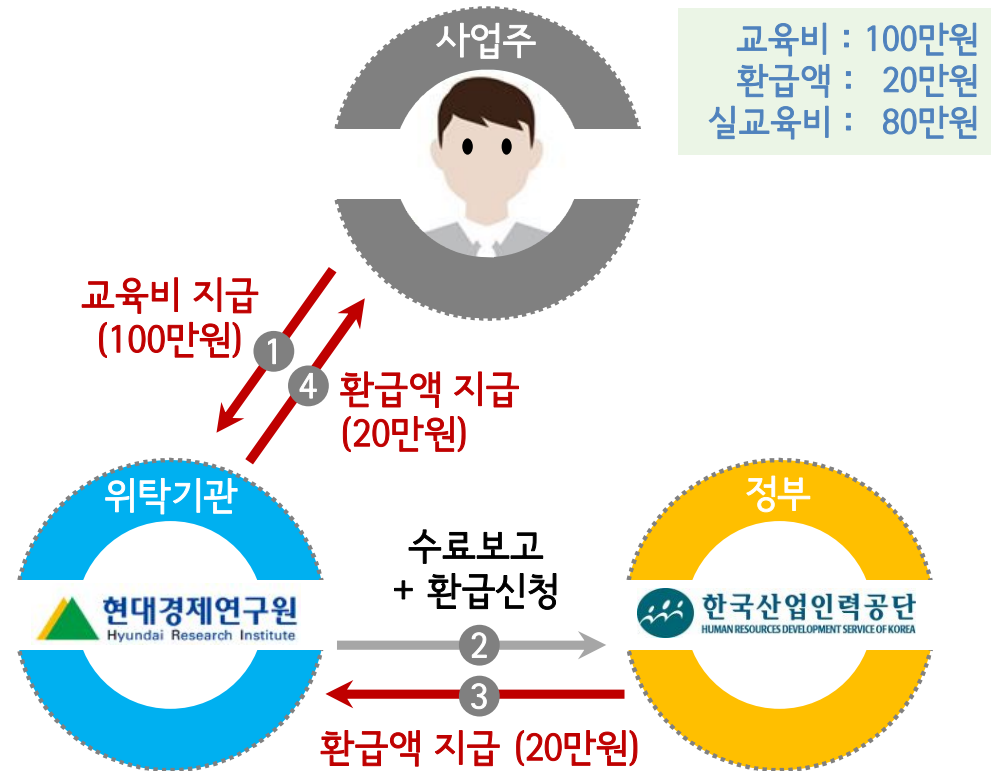 사업주
교육비 : 100만원
환급액 : 20만원
실교육비 : 80만원
교육비 지급
(100만원)
1
4
환급액 지급
(20만원)
위탁기관
현대경제연구원
Hyundai Research Institute
수료보고
+ 환급신청
2
3
환급액 지급 (20만원)
정부
한국산업인력공단
HUMAN RESOURCES DEVELOPMENT SERVICE OF KOREA